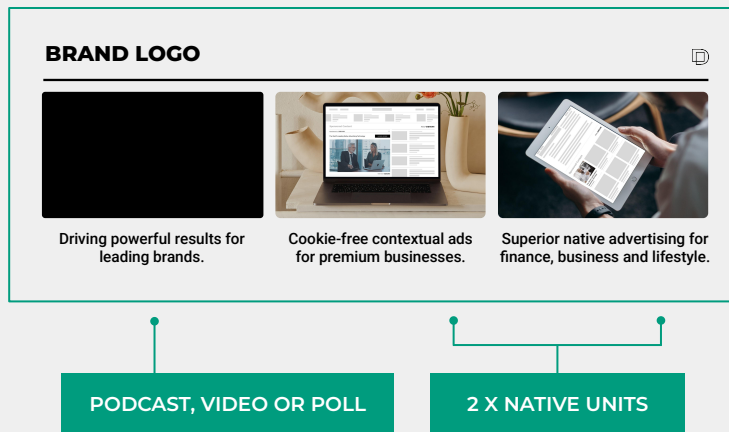 BRAND LOGO
Driving powerful results for
leading brands.
Cookie-free contextual ads
for premium businesses.
Superior native advertising for
finance, business and lifestyle.
PODCAST, VIDEO OR POLL
2 X NATIVE UNITS